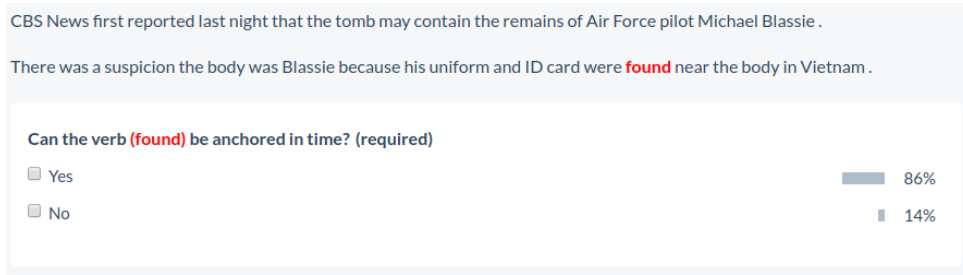 CBS News first reported last night that the tomb may contain the remains of Air Force pilot Michael Blassie .
There was a suspicion the body was Blassie because his uniform and ID card were found near the body in Vietnam .
Can the verb (found) be anchored in time? (required)
Yes 86%
No 14%